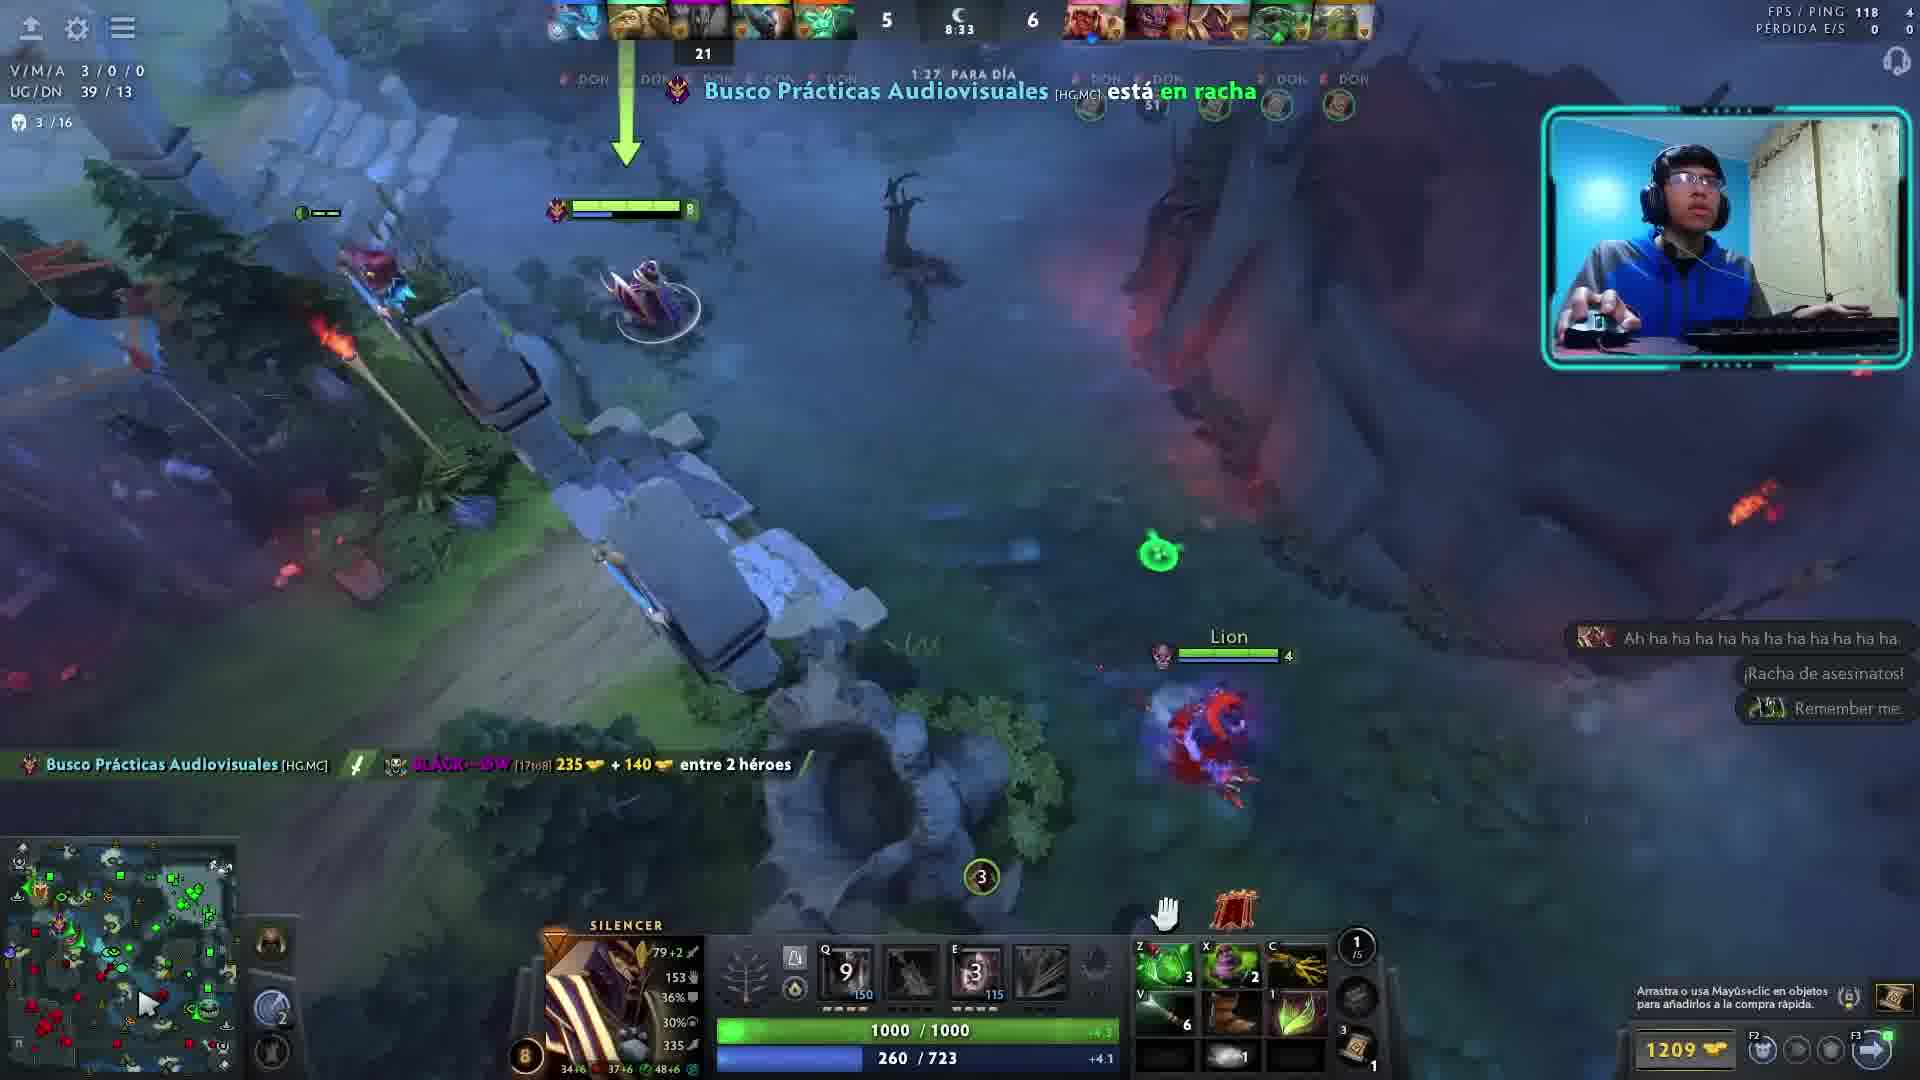 5 8:33 6
FPS / PING 118 4
PÉRDIDA E/S 0 0
21
V/M/A 3 / 0 / 0
UG/DN 39 / 13
3 /16
DON DON DON DON DON 1:27 PARA DÍA DON DON DON DON
Busco Prácticas Audiovisuales [HG.MC] está en racha
51
8
Lion
4
Ah ha ha ha ha ha ha ha ha ha ha ha.
¡Racha de asesinatos!
Remember me.
Busco Prácticas Audiovisuales [HG.MC] [17to8] 235 + 140 entre 2 héroes
3
SILENCER
79 +2
153
36%
30%
335
34+6 37+6 48+6
8
Q 9 150
E 3 115
1000 / 1000 +4.3
260 / 723 +4.1
Z 3 X 2 C
V 6 1
1
1 /5
3 1
2
Arrastra o usa Mayús+clic en objetos
para añadirlos a la compra rápida.
1209 F2 F3